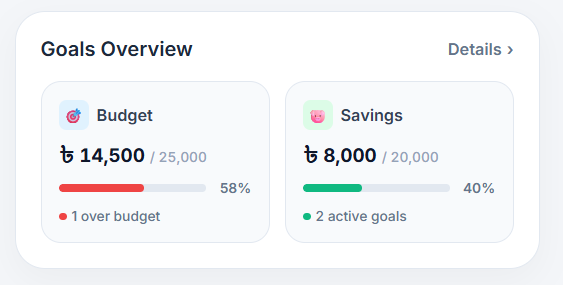 Goals Overview
Details ›
Budget
৳ 14,500 / 25,000
58%
1 over budget
Savings
৳ 8,000 / 20,000
40%
2 active goals